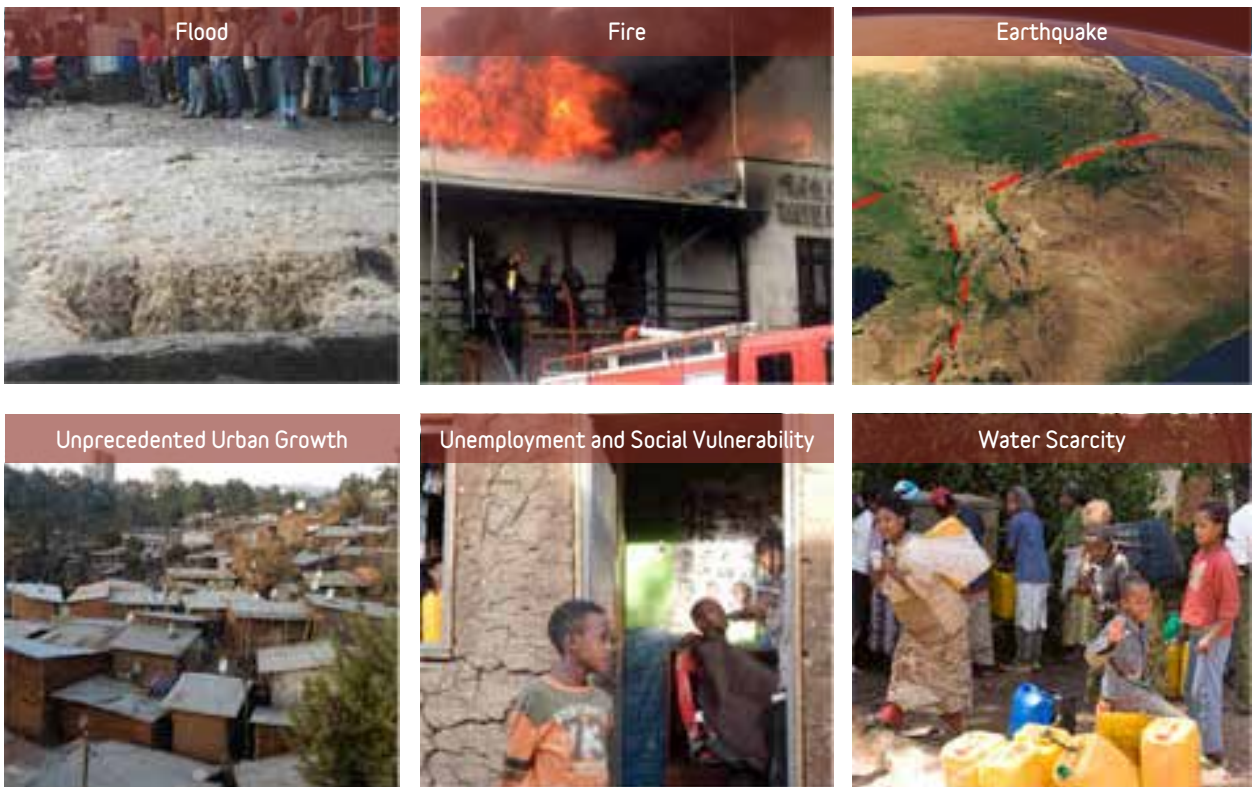 Flood
Fire
Earthquake
Unprecedented Urban Growth
Unemployment and Social Vulnerability
Water Scarcity